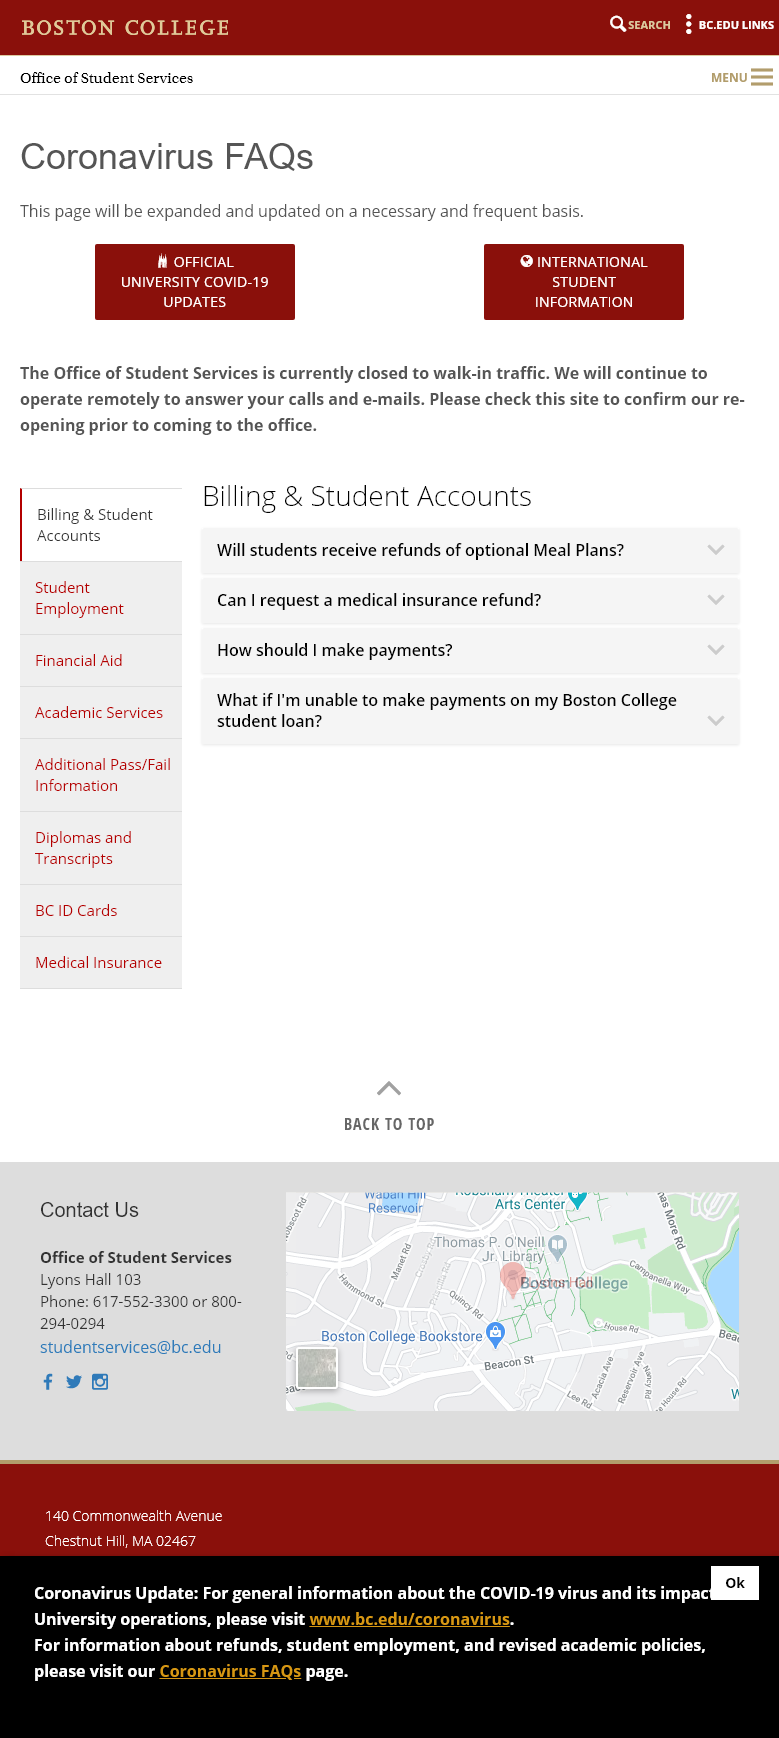 BOSTON COLLEGE
SEARCH
BC.EDU LINKS
Office of Student Services
MENU
Coronavirus FAQs
This page will be expanded and updated on a necessary and frequent basis.
OFFICIAL
UNIVERSITY COVID-19
UPDATES
INTERNATIONAL
STUDENT
INFORMATION
The Office of Student Services is currently closed to walk-in traffic. We will continue to
operate remotely to answer your calls and e-mails. Please check this site to confirm our re-
opening prior to coming to the office.
Billing & Student
Accounts
Student
Employment
Financial Aid
Academic Services
Additional Pass/Fail
Information
Diplomas and
Transcripts
BC ID Cards
Medical Insurance
Billing & Student Accounts
Will students receive refunds of optional Meal Plans?
Can I request a medical insurance refund?
How should I make payments?
What if I'm unable to make payments on my Boston College
student loan?
BACK TO TOP
Contact Us
Office of Student Services
Lyons Hall 103
Phone: 617-552-3300 or 800-
294-0294
studentservices@bc.edu
Waban Hill
Reservoir
Robsham Theater
Arts Center
Thomas P. O'Neill
Jr. Library
Boston College
Boston College Bookstore
Hammond St
Manet Rd
Quincy Rd
Beacon St
Campanella Way
House Rd
Lee Rd
Acacia Ave
Reservoir Ave
Nancy Rd
140 Commonwealth Avenue
Chestnut Hill, MA 02467
Ok
Coronavirus Update: For general information about the COVID-19 virus and its impact
University operations, please visit www.bc.edu/coronavirus.
For information about refunds, student employment, and revised academic policies,
please visit our Coronavirus FAQs page.